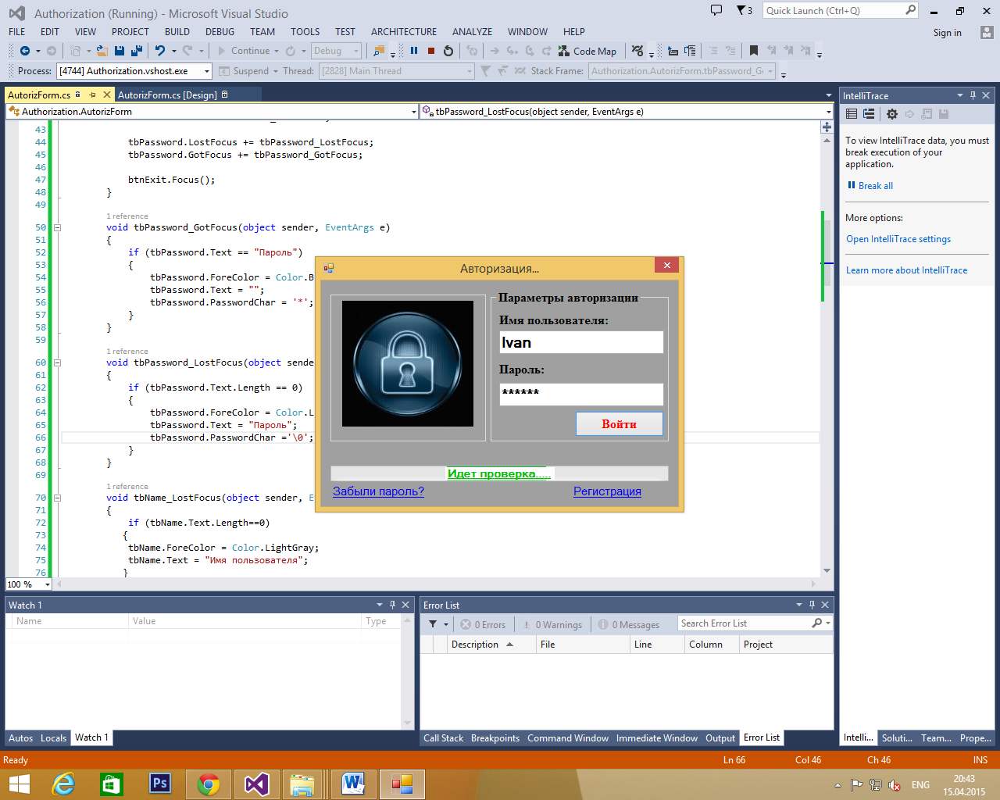 Authorization (Running) - Microsoft Visual Studio
3
Quick Launch (Ctrl+Q)
FILE EDIT VIEW PROJECT BUILD DEBUG TEAM TOOLS TEST ARCHITECTURE ANALYZE WINDOW HELP
Sign in
Continue Debug Code Map
Process: [4744] Authorization.vshost.exe Suspend Thread: [2828] Main Thread Stack Frame: Authorization.AutorizForm.tbPassword_G
AutorizForm.cs AutorizForm.cs [Design]
Authorization.AutorizForm tbPassword_LostFocus(object sender, EventArgs e)
43
44 tbPassword.LostFocus += tbPassword_LostFocus;
45 tbPassword.GotFocus += tbPassword_GotFocus;
46
47 btnExit.Focus();
48 }
49
1 reference
50 void tbPassword_GotFocus(object sender, EventArgs e)
51 {
52 if (tbPassword.Text == "Пароль")
53 {
54 tbPassword.ForeColor = Color.B
55 tbPassword.Text = "";
56 tbPassword.PasswordChar = '*';
57 }
58 }
59
1 reference
60 void tbPassword_LostFocus(object sende
61 {
62 if (tbPassword.Text.Length == 0)
63 {
64 tbPassword.ForeColor = Color.L
65 tbPassword.Text = "Пароль";
66 tbPassword.PasswordChar ='\0';
67 }
68 }
69
1 reference
70 void tbName_LostFocus(object sender, E
71 {
72 if (tbName.Text.Length==0)
73 {
74 tbName.ForeColor = Color.LightGray;
75 tbName.Text = "Имя пользователя";
76 }
100 %
Авторизация...
Параметры авторизации
Имя пользователя:
Ivan
Пароль:
******
Войти
Идет проверка.....
Забыли пароль? Регистрация
IntelliTrace
To view IntelliTrace data, you must
break execution of your
application.
Break all
More options:
Open IntelliTrace settings
Learn more about IntelliTrace
Watch 1
Name Value Type
Autos Locals Watch 1
Error List
0 Errors 0 Warnings 0 Messages Search Error List
Description File Line Column Project
Call Stack Breakpoints Command Window Immediate Window Output Error List
Intelli... Soluti... Team... Prope...
Ready Ln 66 Col 46 Ch 46 INS
Ps
ENG
20:43
15.04.2015